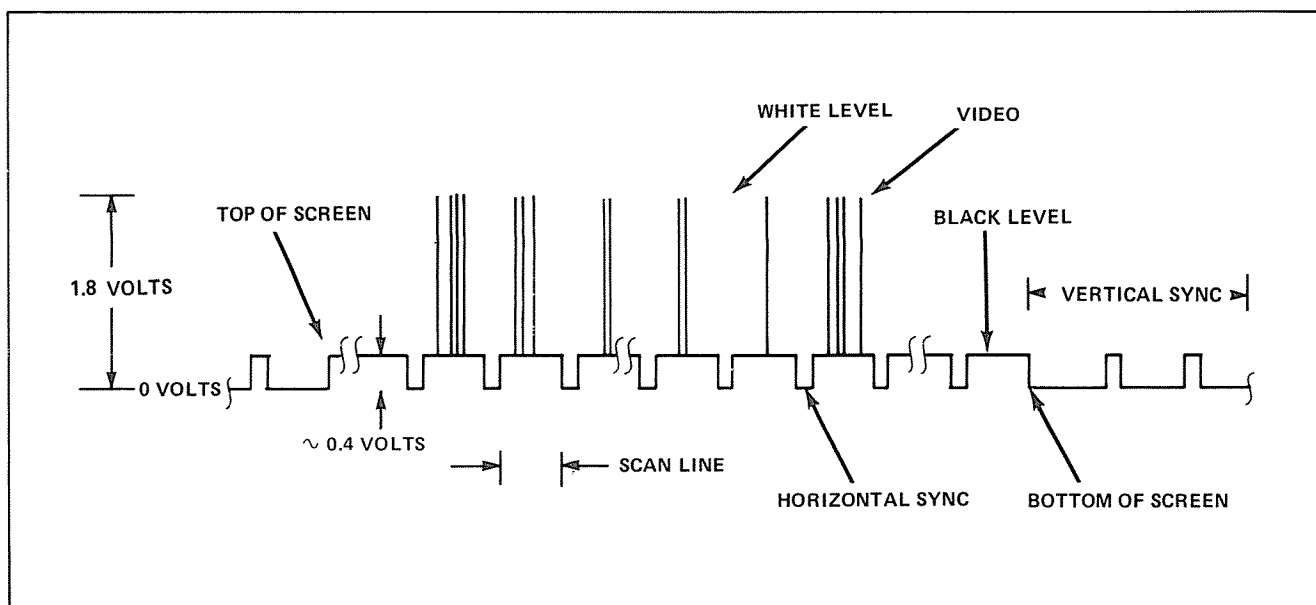 WHITE LEVEL
VIDEO
TOP OF SCREEN
BLACK LEVEL
1.8 VOLTS
VERTICAL SYNC
0 VOLTS
~ 0.4 VOLTS
SCAN LINE
HORIZONTAL SYNC
BOTTOM OF SCREEN